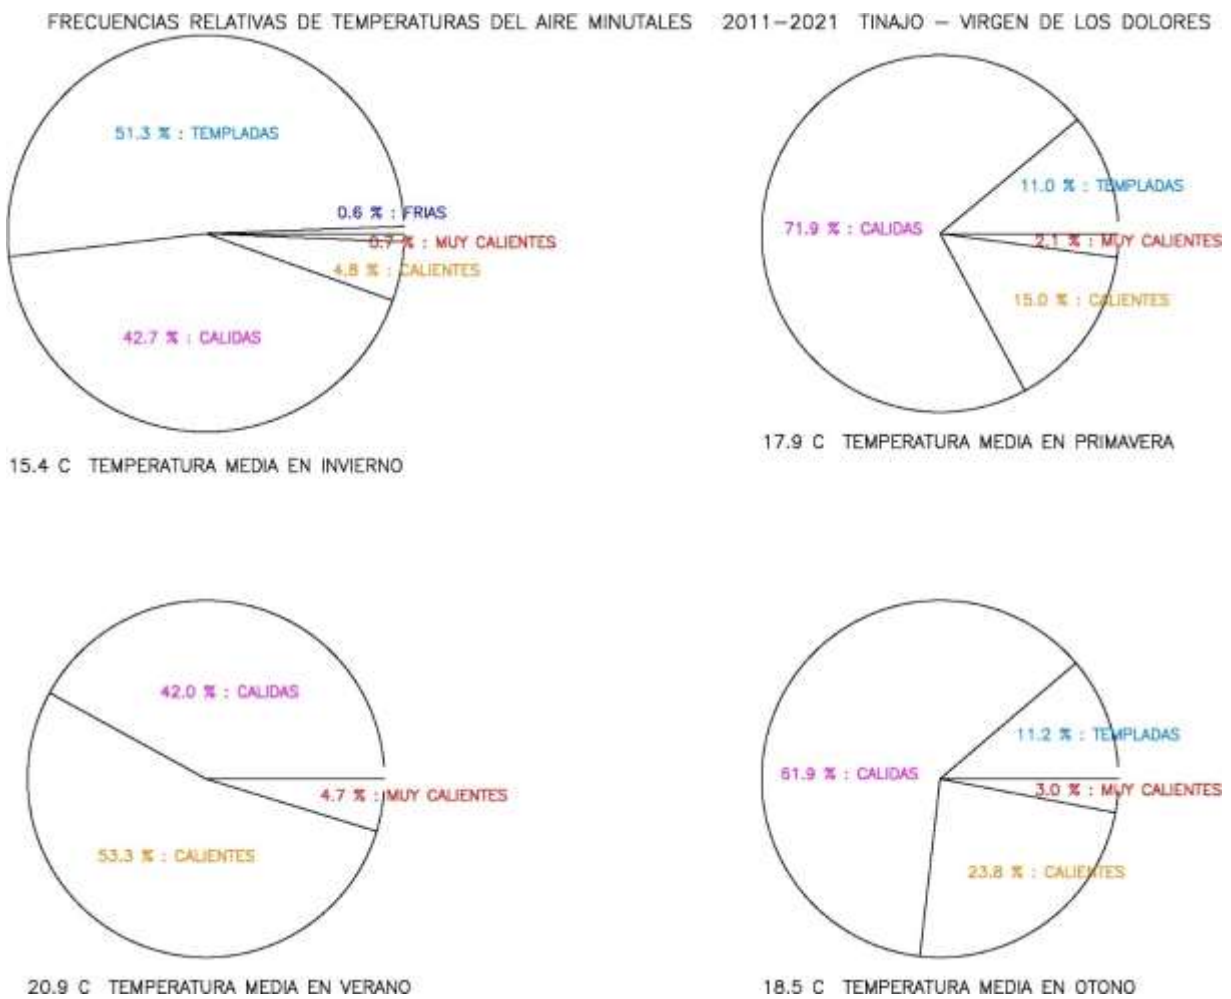 FRECUENCIAS RELATIVAS DE TEMPERATURAS DEL AIRE MINUTALES 2011-2021 TINAJO - VIRGEN DE LOS DOLORES
51.3 % : TEMPLADAS
0.6 % : FRIAS
0.7 % : MUY CALIENTES
4.8 % : CALIENTES
42.7 % : CALIDAS
15.4 C TEMPERATURA MEDIA EN INVIERNO
11.0 % : TEMPLADAS
71.9 % : CALIDAS
2.1 % : MUY CALIENTES
15.0 % : CALIENTES
17.9 C TEMPERATURA MEDIA EN PRIMAVERA
42.0 % : CALIDAS
4.7 % : MUY CALIENTES
53.3 % : CALIENTES
20.9 C TEMPERATURA MEDIA EN VERANO
11.2 % : TEMPLADAS
61.9 % : CALIDAS
3.0 % : MUY CALIENTES
23.8 % : CALIENTES
18.5 C TEMPERATURA MEDIA EN OTONO